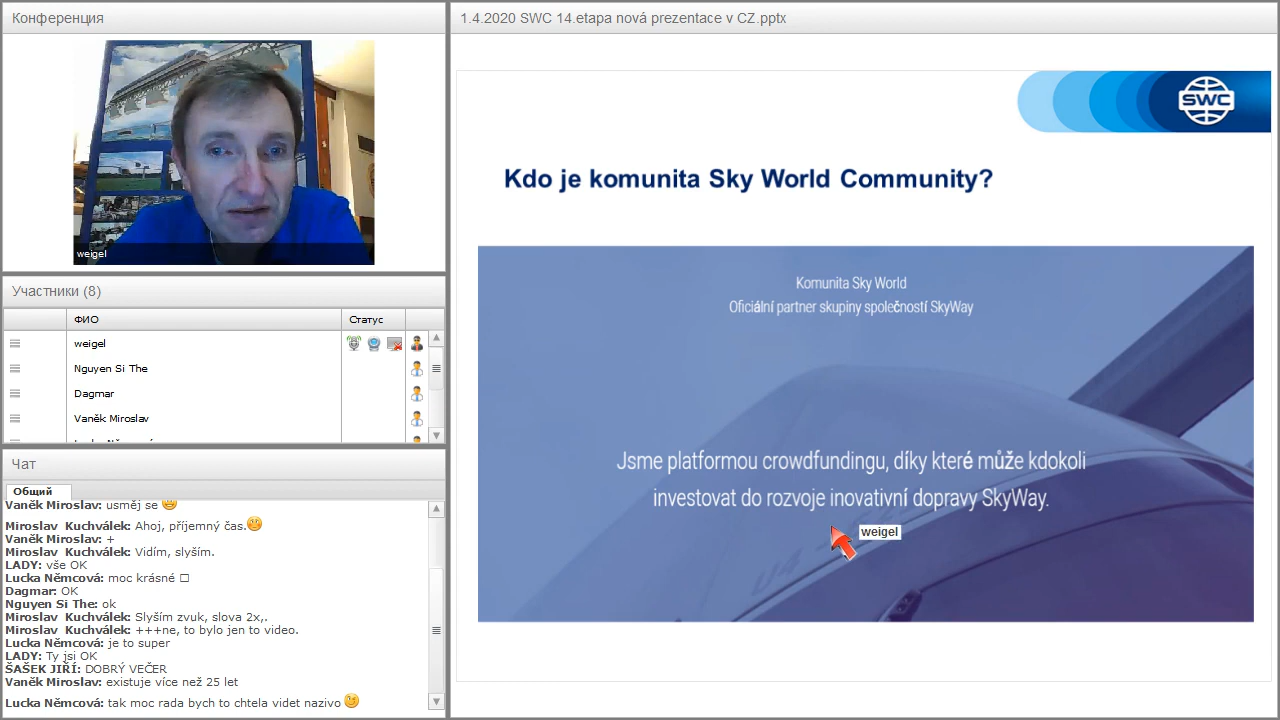 Конференция
weigel
Участники (8)
ФИО
Статус
weigel
Nguyen Si The
Dagmar
Vaněk Miroslav
Чат
Общий
Vaněk Miroslav: usměj se
Miroslav Kuchválek: Ahoj, příjemný čas.
Vaněk Miroslav: +
Miroslav Kuchválek: Vidím, slyším.
LADY: vše OK
Lucka Němcová: moc krásné
Dagmar: OK
Nguyen Si The: ok
Miroslav Kuchválek: Slyším zvuk, slova 2x,.
Miroslav Kuchválek: +++ne, to bylo jen to video.
Lucka Němcová: je to super
LADY: Ty jsi OK
ŠAŠEK JIŘÍ: DOBRÝ VEČER
Vaněk Miroslav: existuje více než 25 let
Lucka Němcová: tak moc rada bych to chtela videt nazivo
1.4.2020 SWC 14.etapa nová prezentace v CZ.pptx
SWC
Kdo je komunita Sky World Community?
Komunita Sky World
Oficiální partner skupiny společností SkyWay
Jsme platformou crowdfundingu, díky které může kdokoli
investovat do rozvoje inovativní dopravy SkyWay.
weigel